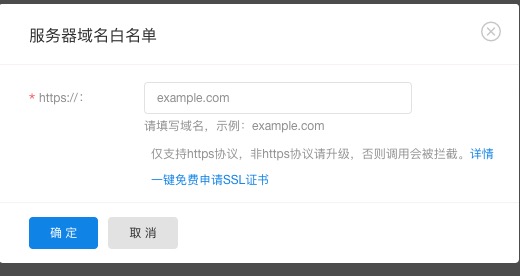 服务器域名白名单
* https://：
example.com
请填写域名，示例：example.com
仅支持https协议，非https协议请升级，否则调用会被拦截。详情
一键免费申请SSL证书
确 定
取 消